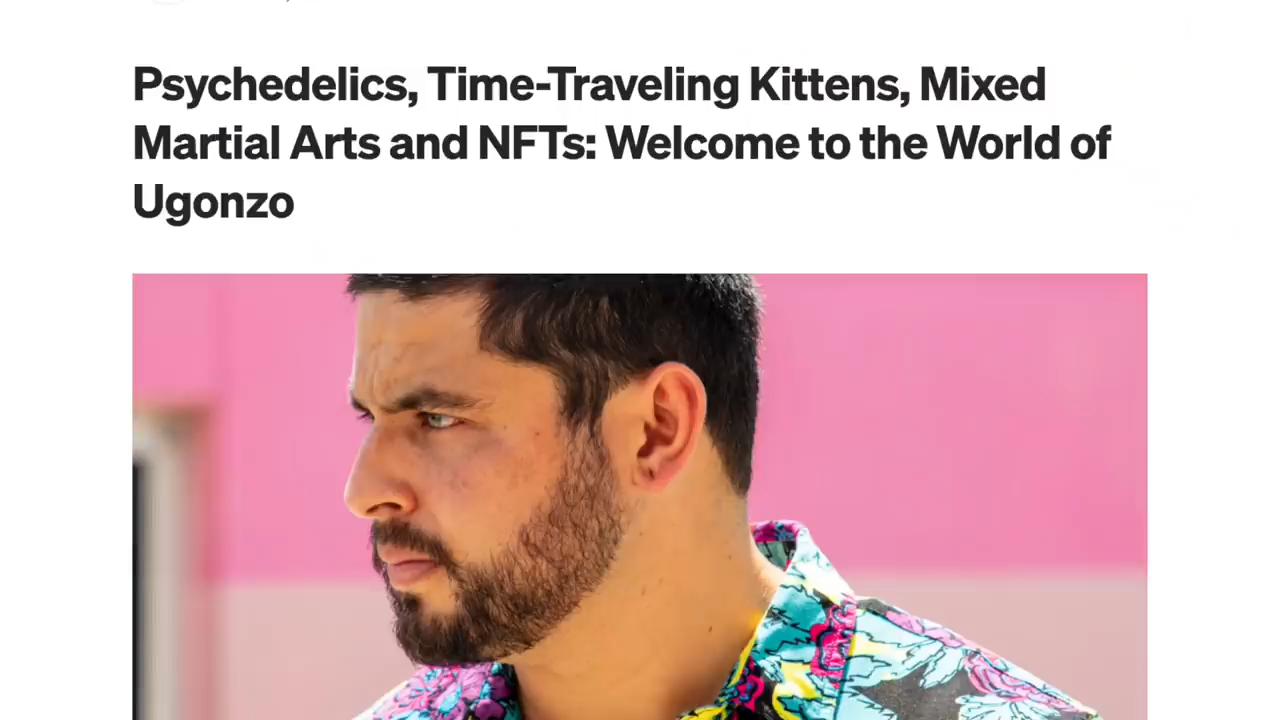 Psychedelics, Time-Traveling Kittens, Mixed
Martial Arts and NFTs: Welcome to the World of
Ugonzo